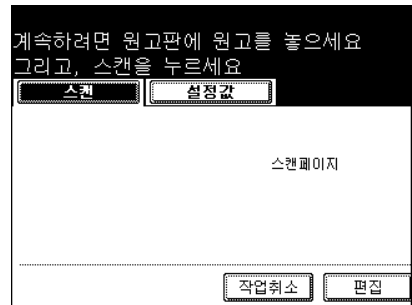 계속하려면 원고판에 원고를 놓으세요
그리고, 스캔을 누르세요
스캔 설정값
스캔페이지
작업취소 편집